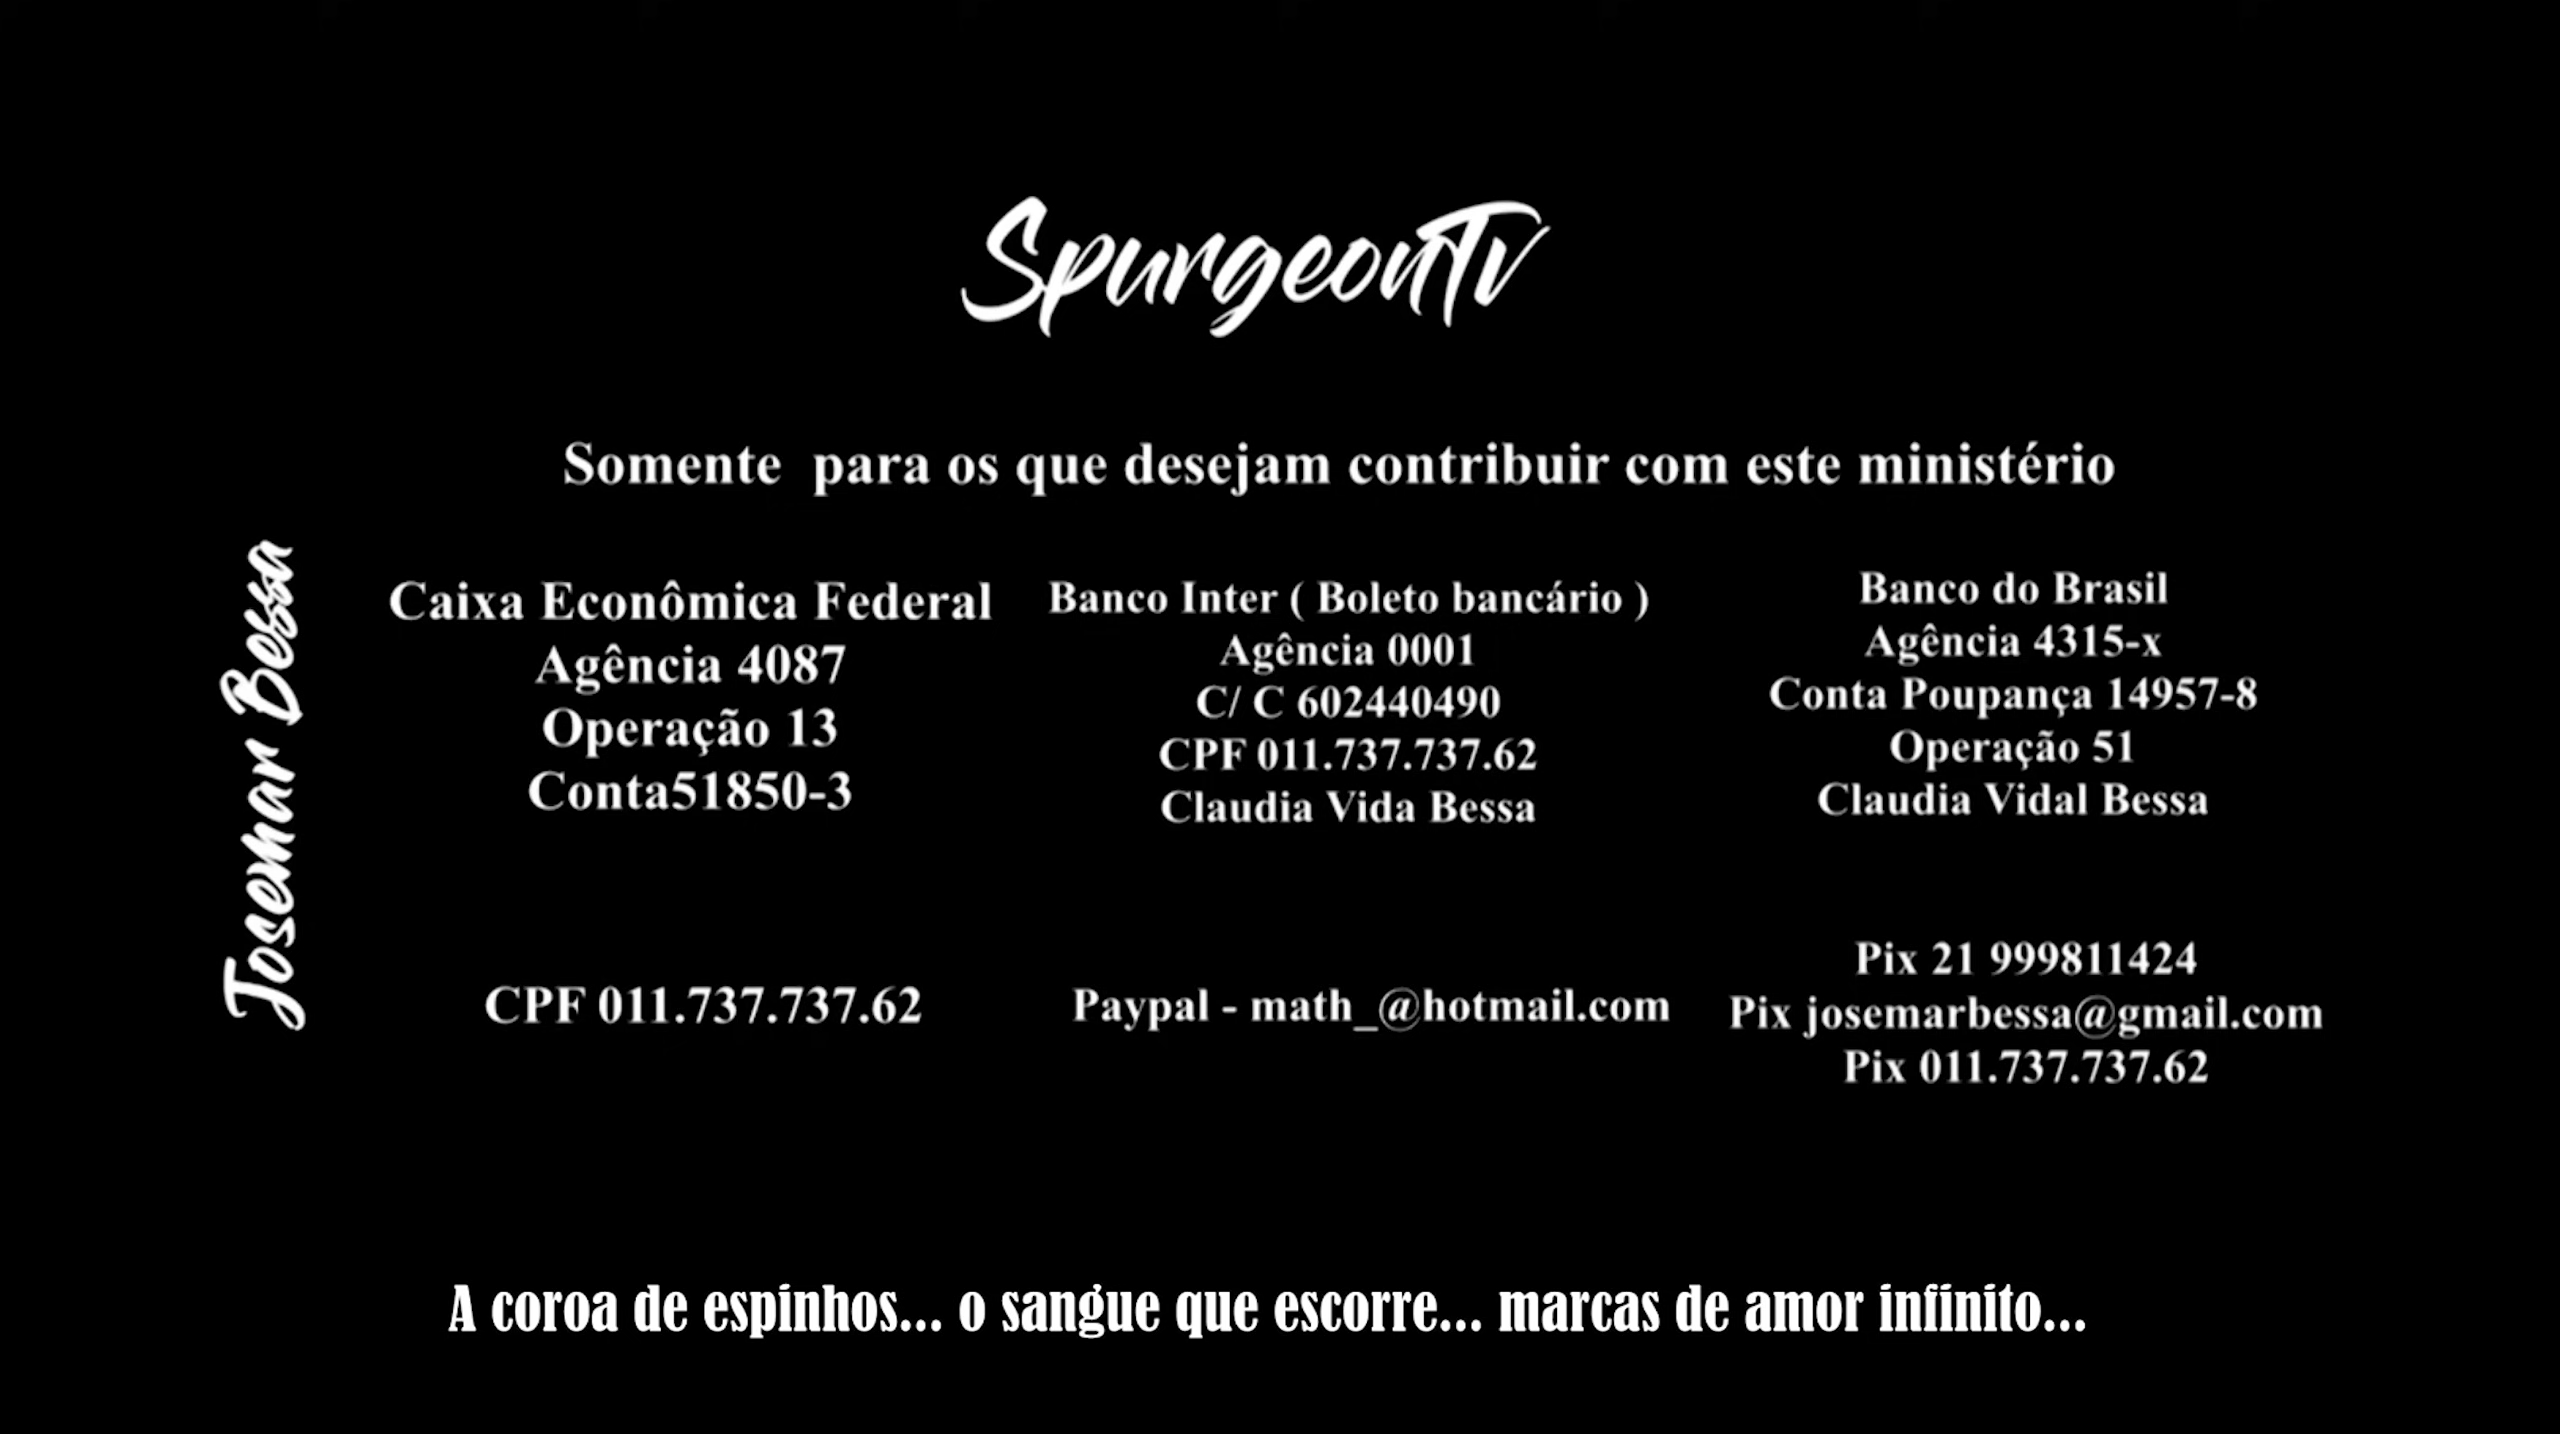 SpurgeonTv
Somente para os que desejam contribuir com este ministério
Josemar Bessa
Caixa Econômica Federal
Agência 4087
Operação 13
Conta51850-3
CPF 011.737.737.62
Banco Inter ( Boleto bancário )
Agência 0001
C/ C 602440490
CPF 011.737.737.62
Claudia Vida Bessa
Paypal - math_@hotmail.com
Banco do Brasil
Agência 4315-x
Conta Poupança 14957-8
Operação 51
Claudia Vidal Bessa
Pix 21 999811424
Pix josemarbessa@gmail.com
Pix 011.737.737.62
A coroa de espinhos... o sangue que escorre... marcas de amor infinito...